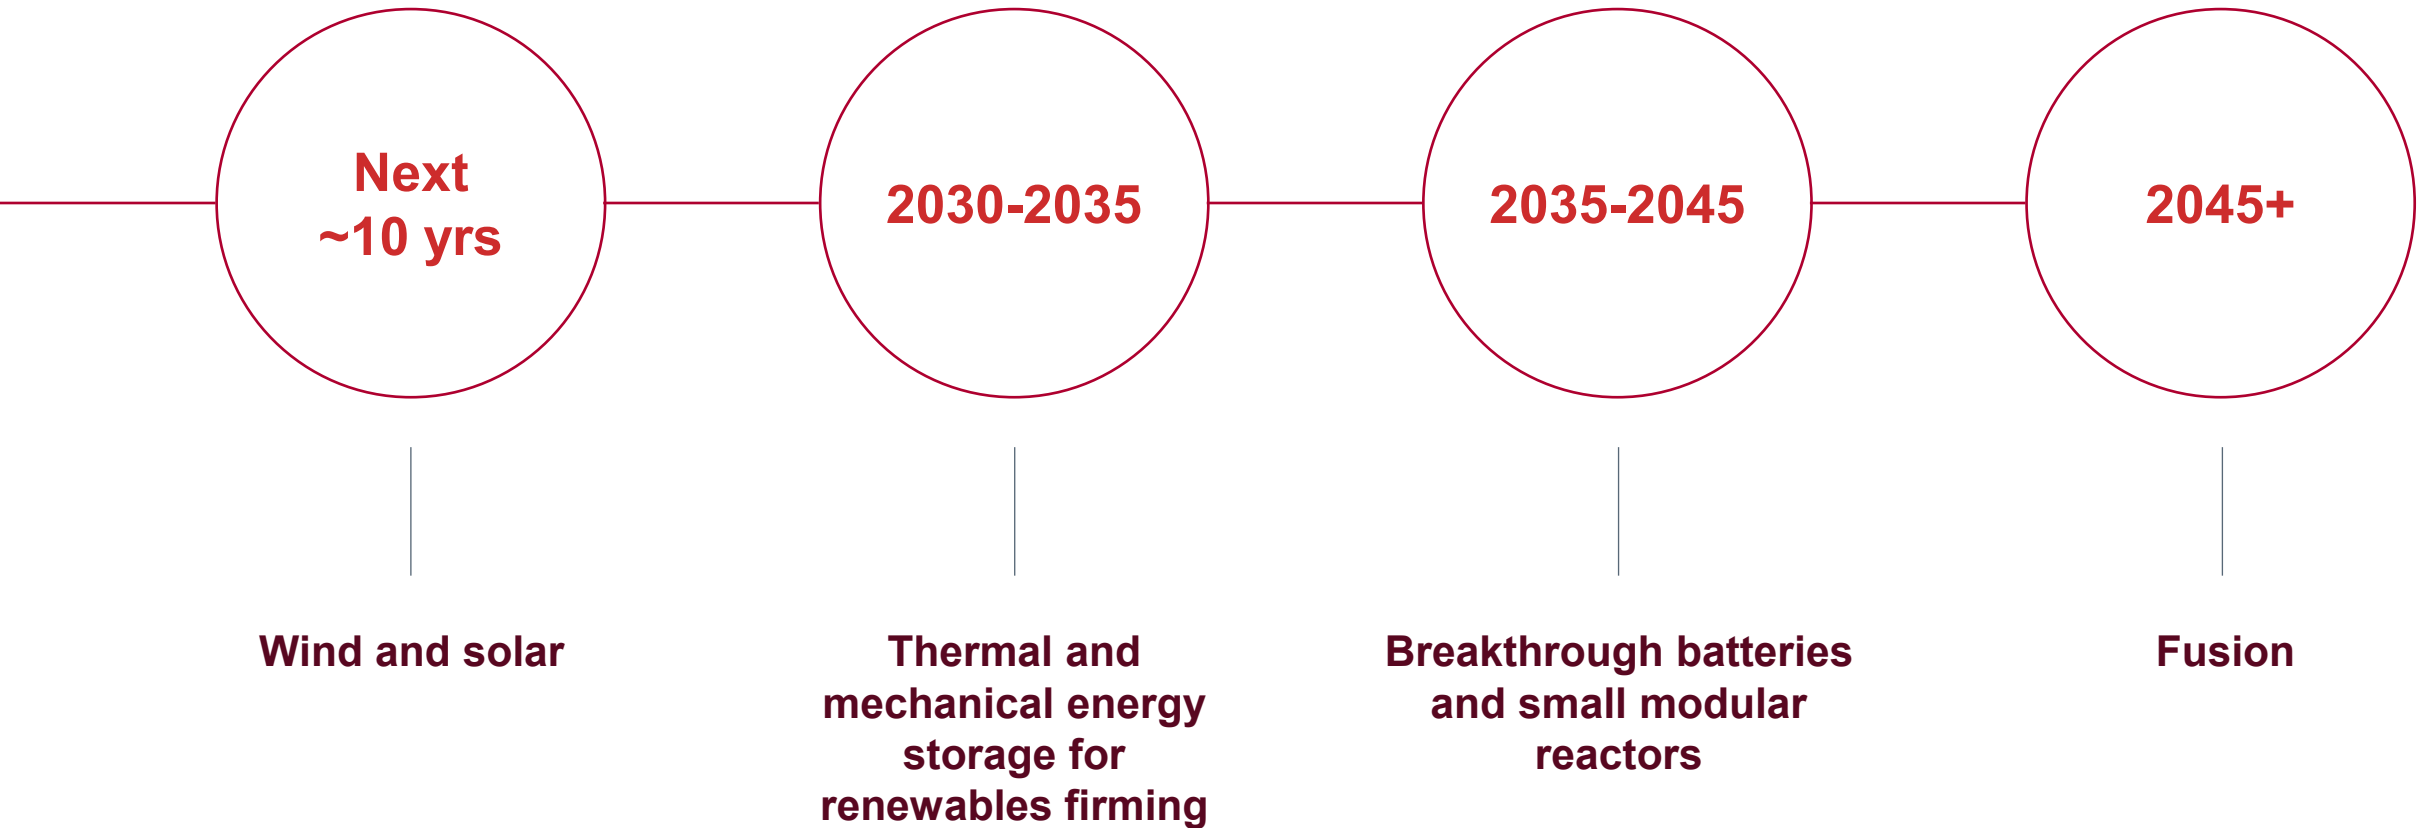 Next
~10 yrs
2030-2035
2035-2045
2045+
Wind and solar
Thermal and
mechanical energy
storage for
renewables firming
Breakthrough batteries
and small modular
reactors
Fusion